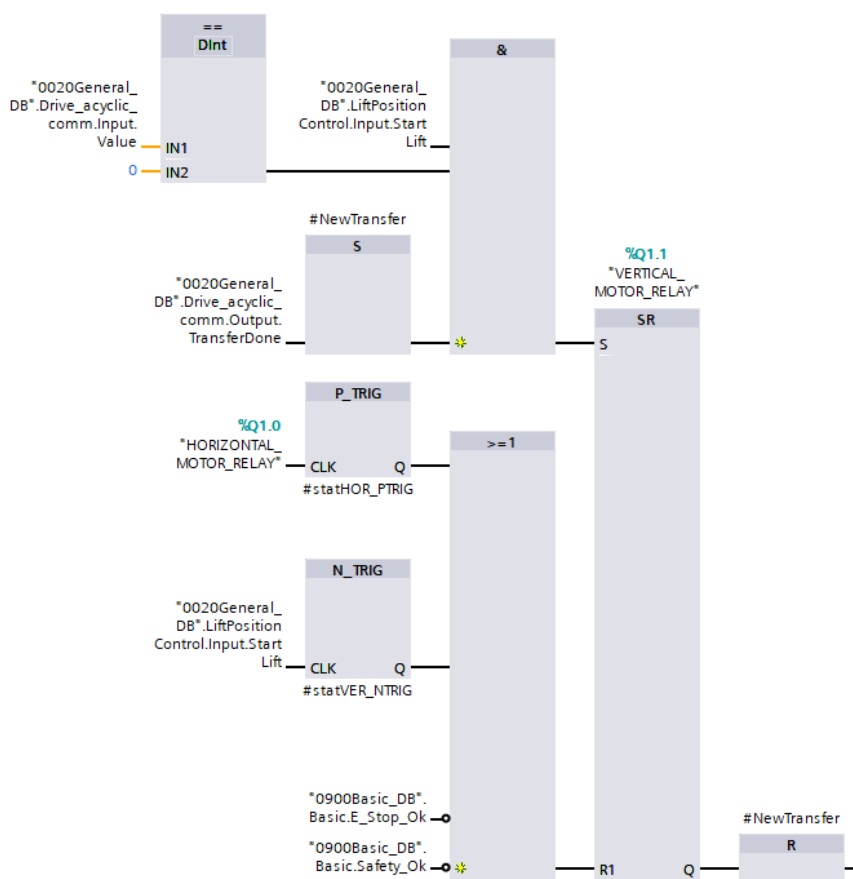 ==
DInt
"0020General_
DB".Drive_acyclic_
comm.Input.
Value
IN1
0
IN2
&
"0020General_
DB".LiftPosition
Control.Input.Start
Lift
#NewTransfer
S
"0020General_
DB".Drive_acyclic_
comm.Output.
TransferDone
%Q1.1
"VERTICAL_
MOTOR_RELAY"
SR
S
P_TRIG
%Q1.0
"HORIZONTAL_
MOTOR_RELAY"
CLK Q
#statHOR_PTRIG
>=1
N_TRIG
"0020General_
DB".LiftPosition
Control.Input.Start
Lift
CLK Q
#statVER_NTRIG
"0900Basic_DB".
Basic.E_Stop_Ok
"0900Basic_DB".
Basic.Safety_Ok
R1 Q
#NewTransfer
R